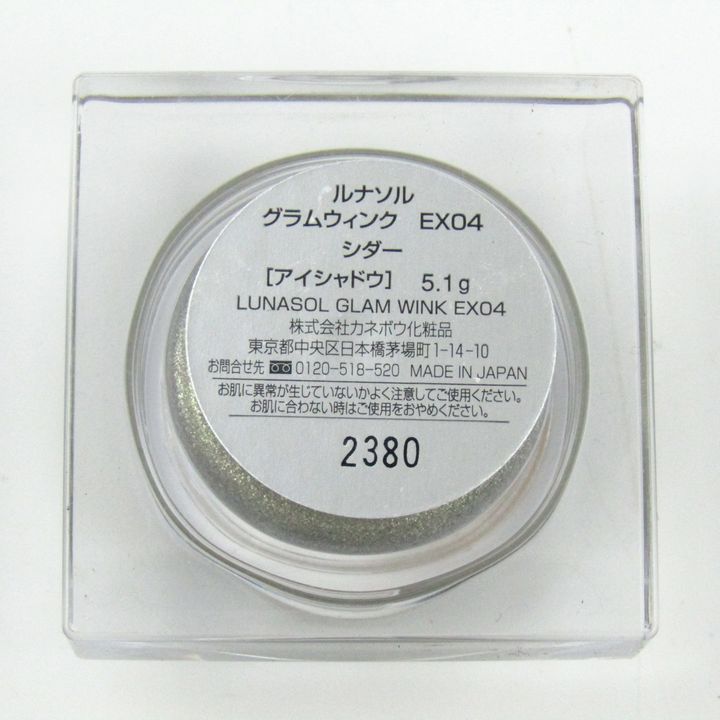 ルナソル
グラムウィンク EX04
シダー
[アイシャドウ] 5.1g
LUNASOL GLAM WINK EX04
株式会社カネボウ化粧品
東京都中央区日本橋茅場町1-14-10
お問合せ先 0120-518-520 MADE IN JAPAN
お肌に異常が生じていないかよく注意してご使用ください。
お肌に合わない時はご使用をおやめください。
2380